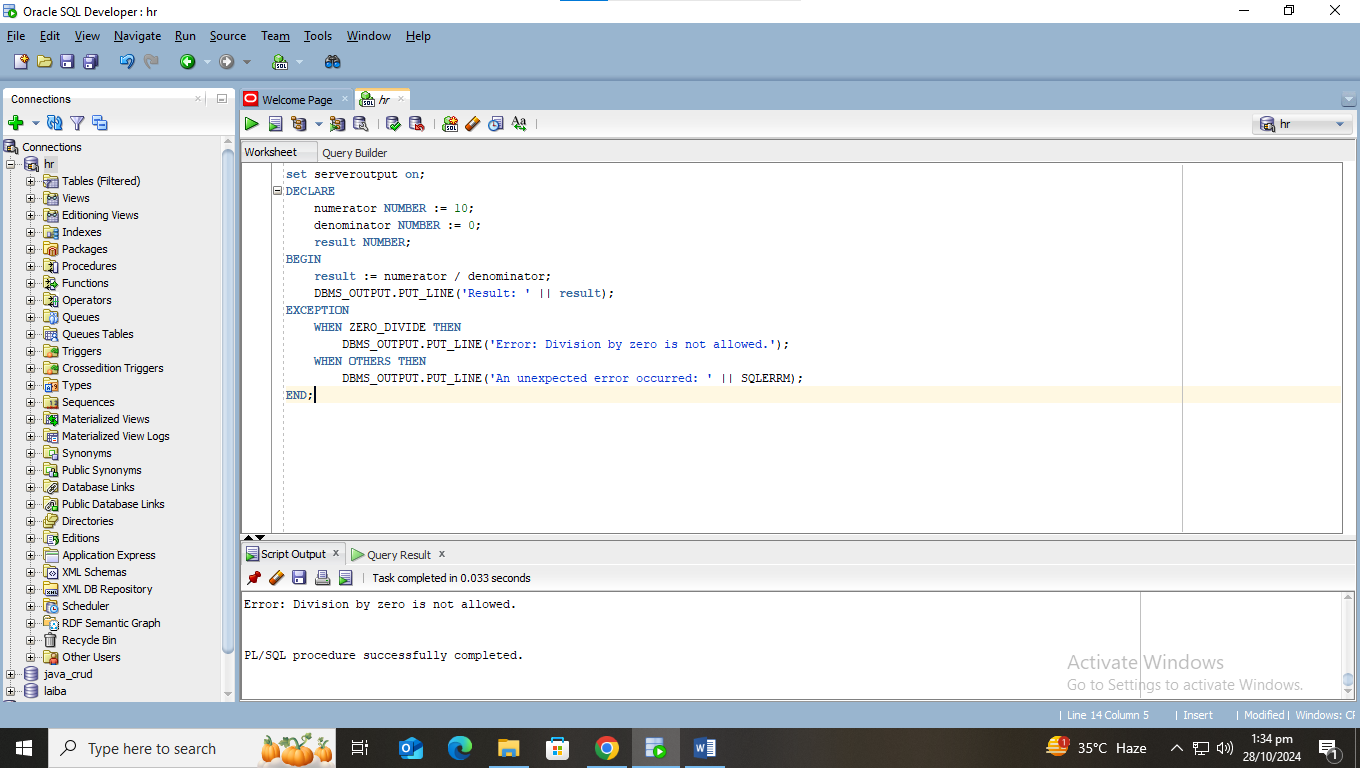 Oracle SQL Developer : hr
File Edit View Navigate Run Source Team Tools Window Help
Connections
Welcome Page
hr
hr
Worksheet
Query Builder
Connections
hr
Tables (Filtered)
Views
Editioning Views
Indexes
Packages
Procedures
Functions
Operators
Queues
Queues Tables
Triggers
Crossedition Triggers
Types
Sequences
Materialized Views
Materialized View Logs
Synonyms
Public Synonyms
Database Links
Public Database Links
Directories
Editions
Application Express
XML Schemas
XML DB Repository
Scheduler
RDF Semantic Graph
Recycle Bin
Other Users
java_crud
laiba
set serveroutput on;
DECLARE
    numerator NUMBER := 10;
    denominator NUMBER := 0;
    result NUMBER;
BEGIN
    result := numerator / denominator;
    DBMS_OUTPUT.PUT_LINE('Result: ' || result);
EXCEPTION
    WHEN ZERO_DIVIDE THEN
        DBMS_OUTPUT.PUT_LINE('Error: Division by zero is not allowed.');
    WHEN OTHERS THEN
        DBMS_OUTPUT.PUT_LINE('An unexpected error occurred: ' || SQLERRM);
END;
Script Output
Query Result
Task completed in 0.033 seconds
Error: Division by zero is not allowed.
PL/SQL procedure successfully completed.
Activate Windows
Go to Settings to activate Windows.
Line 14 Column 5 | Insert | Modified | Windows: CF
Type here to search
35°C Haze
1:34 pm
28/10/2024